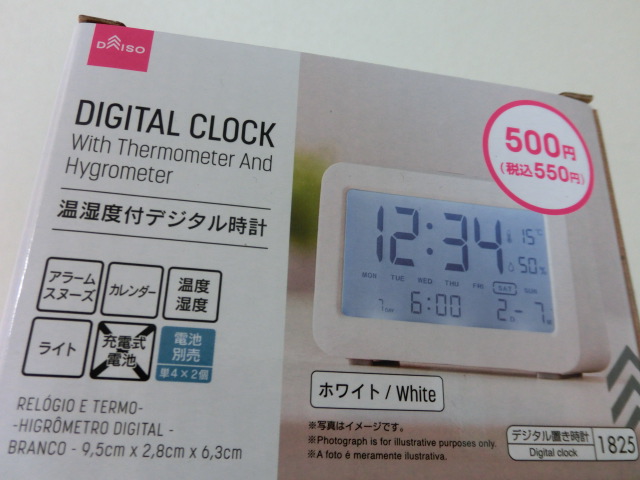 DAISO
DIGITAL CLOCK
With Thermometer And
Hygrometer
温湿度付デジタル時計
500円
(税込550円)
12:34
15℃
50%
MON TUE WED THU FRI SAT SUN
6:00
アラーム
スヌーズ
カレンダー
温度
湿度
ライト
充電式
電池
電池
別売
単4×2個
RELÓGIO E TERMO-
-HIGRÔMETRO DIGITAL -
BRANCO - 9,5cm x 2,8cm x 6,3cm
ホワイト / White
※写真はイメージです。
※Photograph is for illustrative purposes only.
※A foto é meramente ilustrativa.
デジタル置き時計
Digital clock
1825